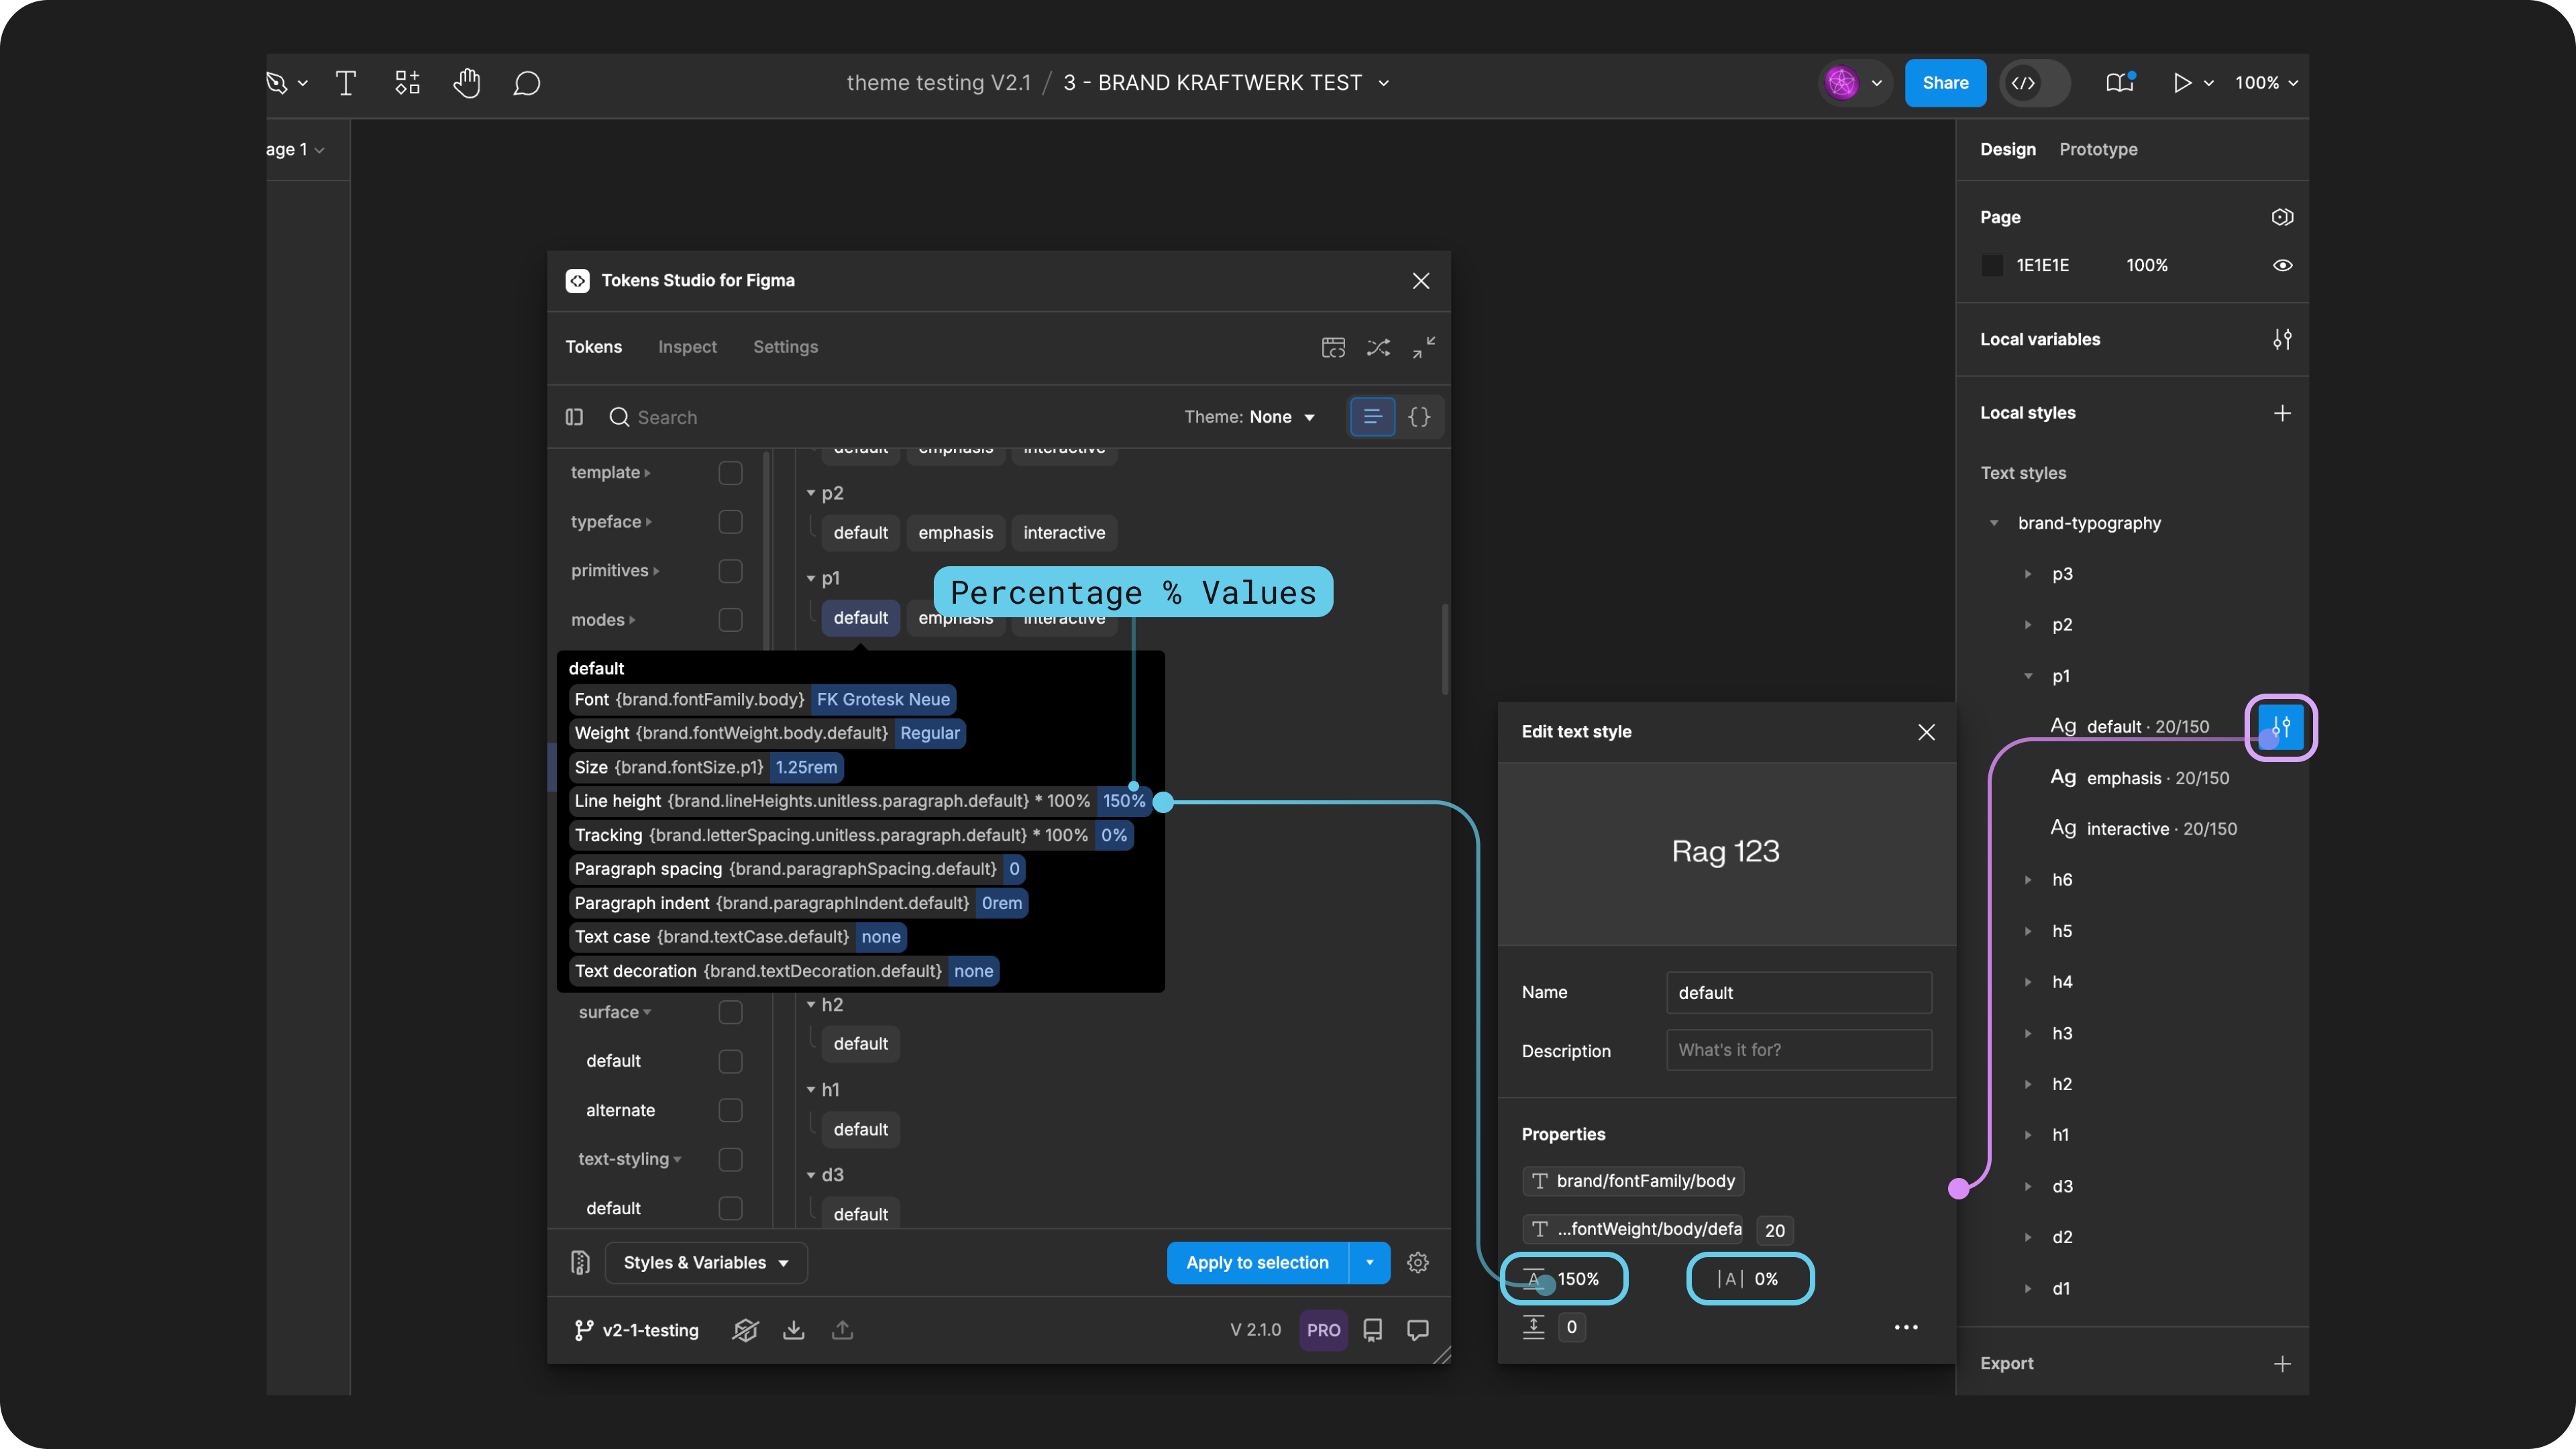 theme testing V2.1 / 3 - BRAND KRAFTWERK TEST
Share
100%
age 1
Design Prototype
Page
1E1E1E 100%
Local variables
Local styles
Text styles
brand-typography
p3
p2
p1
Ag default · 20/150
Ag emphasis · 20/150
Ag interactive · 20/150
h6
h5
h4
h3
h2
h1
d3
d2
d1
Export
Tokens Studio for Figma
Tokens Inspect Settings
Search
Theme: None
template
typeface
primitives
modes
default emphasis interactive
p2
default emphasis interactive
p1
default emphasis interactive
Percentage % Values
default
Font {brand.fontFamily.body} FK Grotesk Neue
Weight {brand.fontWeight.body.default} Regular
Size {brand.fontSize.p1} 1.25rem
Line height {brand.lineHeights.unitless.paragraph.default} * 100% 150%
Tracking {brand.letterSpacing.unitless.paragraph.default} * 100% 0%
Paragraph spacing {brand.paragraphSpacing.default} 0
Paragraph indent {brand.paragraphIndent.default} 0rem
Text case {brand.textCase.default} none
Text decoration {brand.textDecoration.default} none
surface
default
alternate
text-styling
default
h2
default
h1
default
d3
default
Styles & Variables
Apply to selection
v2-1-testing
V 2.1.0
PRO
Edit text style
Rag 123
Name default
Description What's it for?
Properties
brand/fontFamily/body
...fontWeight/body/defa 20
150% 0%
0